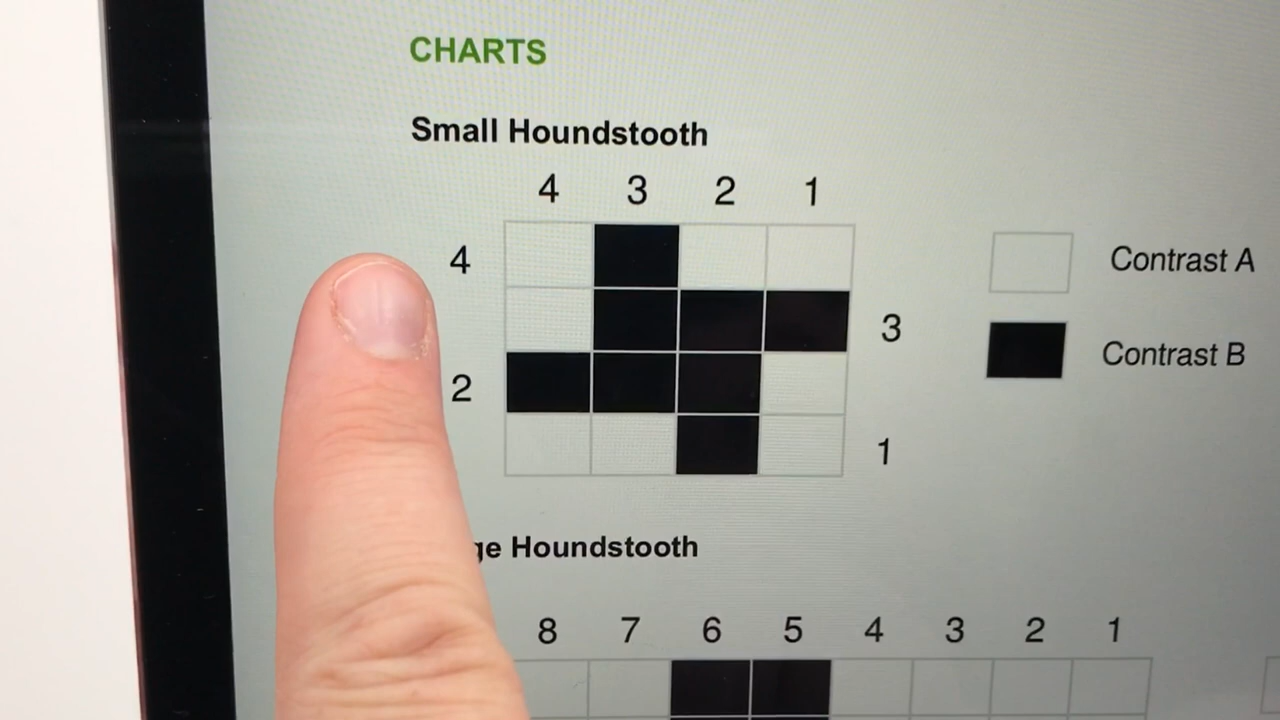 CHARTS
Small Houndstooth
4 3 2 1
4
Contrast A
3
Contrast B
2
1
Houndstooth
8 7 6 5 4 3 2 1